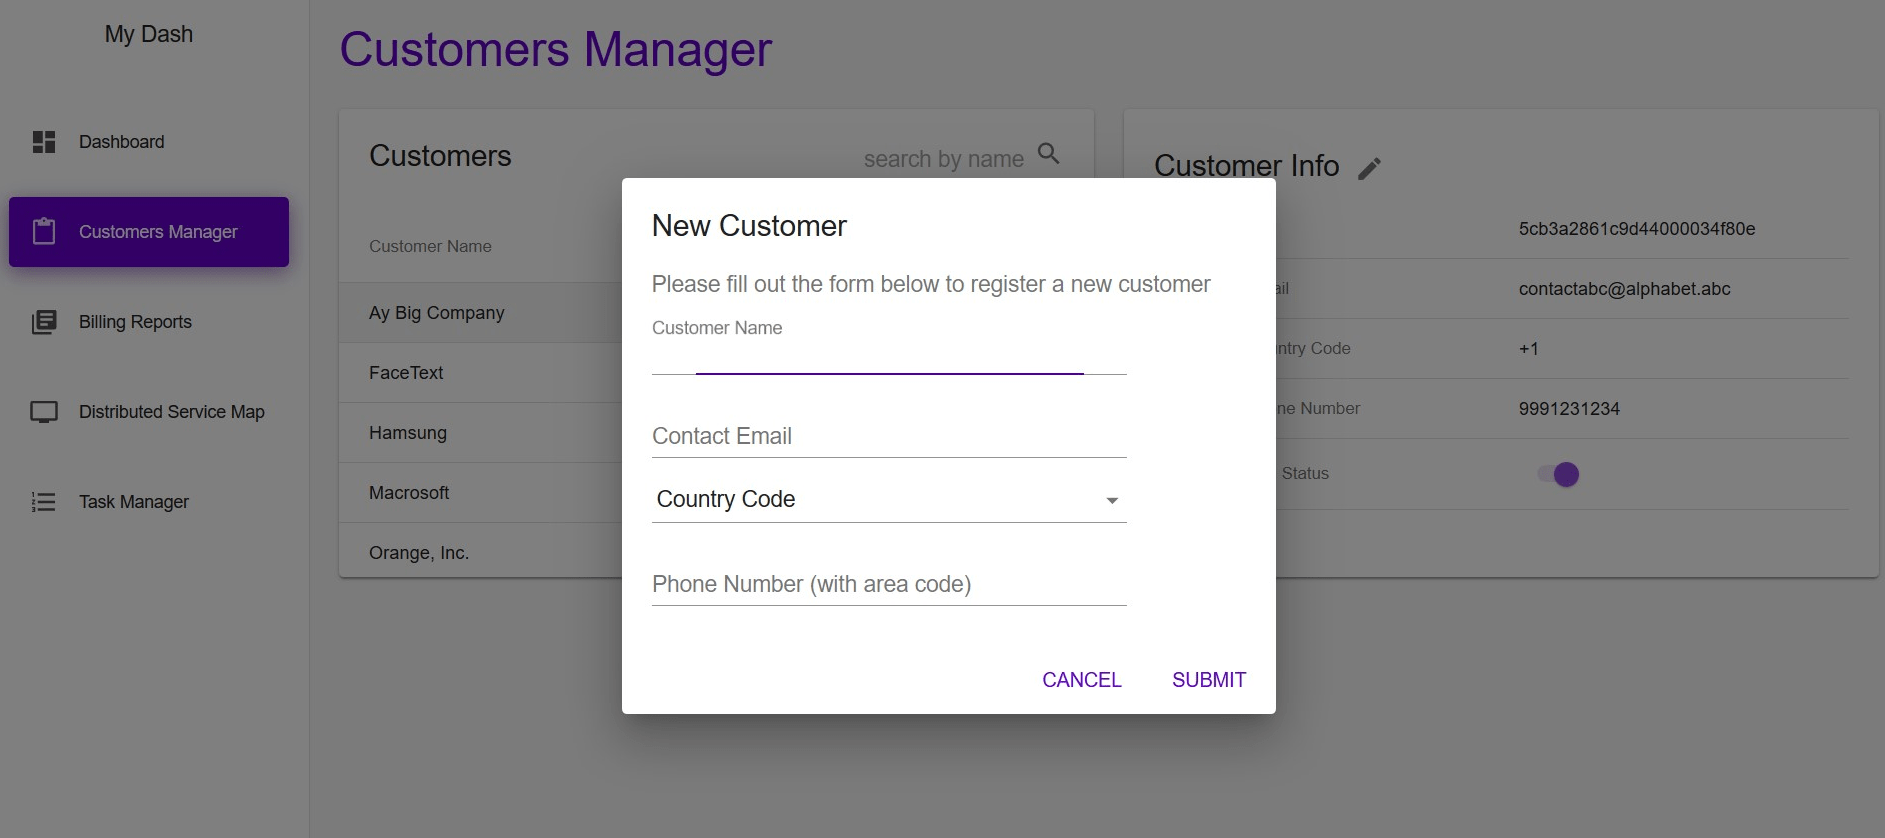 My Dash
Dashboard
Customers Manager
Billing Reports
Distributed Service Map
Task Manager
Customers Manager
Customers
search by name
Customer Name
Ay Big Company
FaceText
Hamsung
Macrosoft
Orange, Inc.
New Customer
Please fill out the form below to register a new customer
Customer Name
Contact Email
Country Code
Phone Number (with area code)
CANCEL SUBMIT
Customer Info
5cb3a2861c9d44000034f80e
contactabc@alphabet.abc
Code +1
Number 9991231234
Status